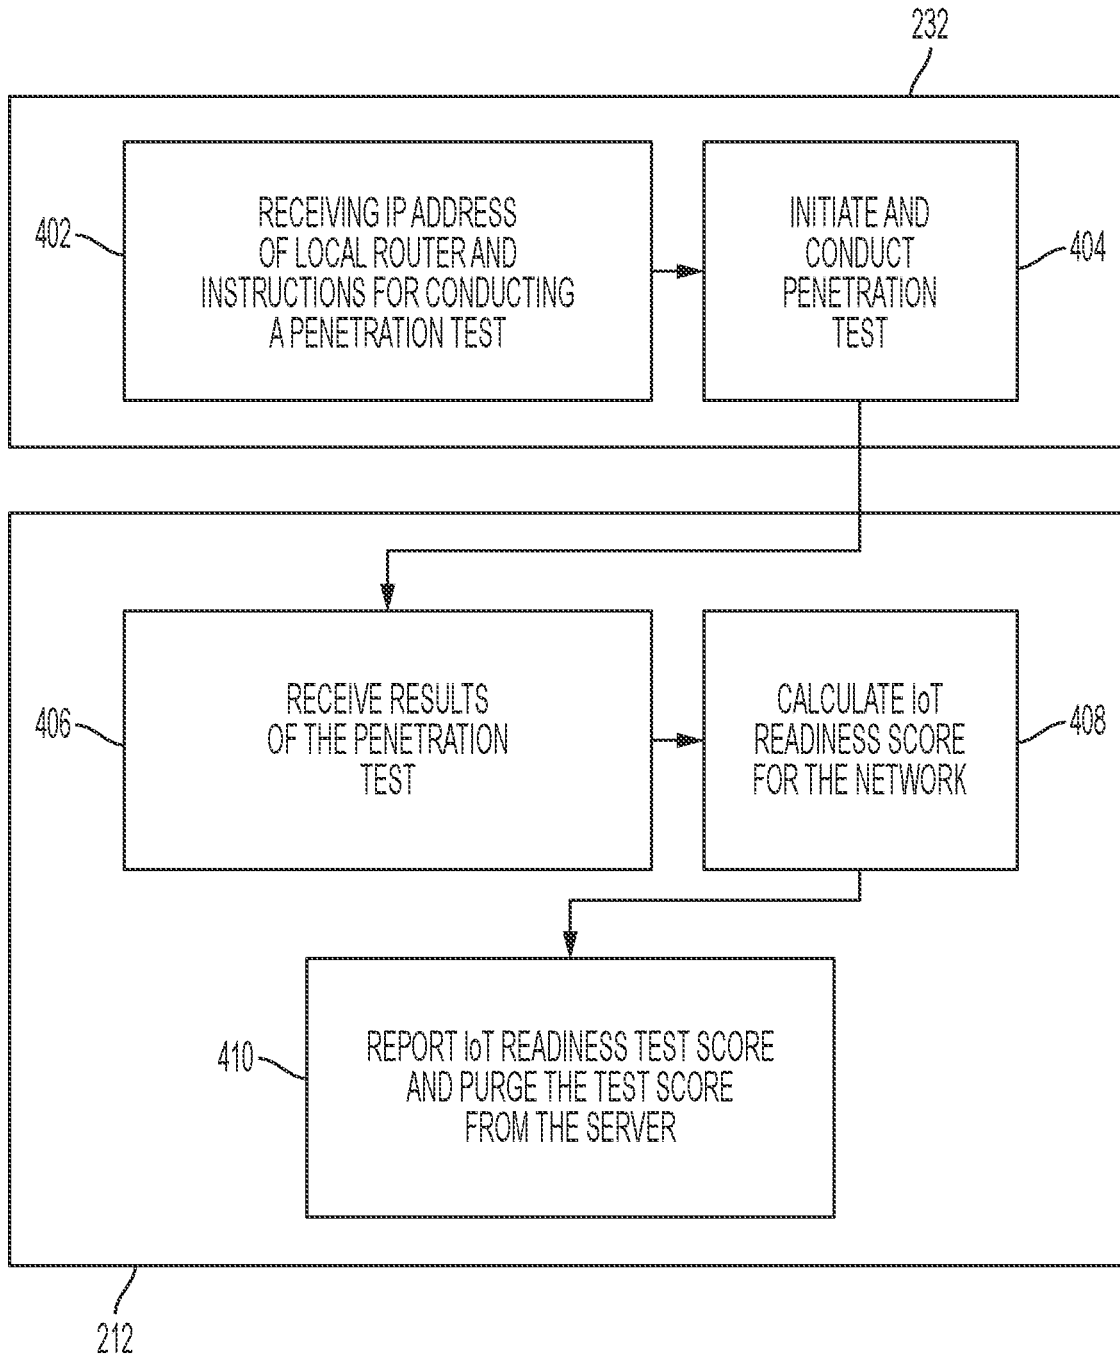 232
402
RECEIVING IP ADDRESS
OF LOCAL ROUTER AND
INSTRUCTIONS FOR CONDUCTING
A PENETRATION TEST
INITIATE AND
CONDUCT
PENETRATION
TEST
404
406
RECEIVE RESULTS
OF THE PENETRATION
TEST
CALCULATE IoT
READINESS SCORE
FOR THE NETWORK
408
410
REPORT IoT READINESS TEST SCORE
AND PURGE THE TEST SCORE
FROM THE SERVER
212